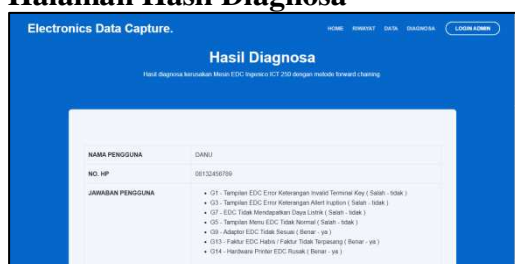 Halaman Hasil Diagnosa
Electronics Data Capture.
HOME RIWAYAT DATA DIAGNOSA LOGIN ADMIN
Hasil Diagnosa
Hasil diagnosa kerusakan Mesin EDC Ingenico ICT 250 dengan metode forward chaining
NAMA PENGGUNA DANU
NO. HP 08132456789
JAWABAN PENGGUNA
• G1 - Tampilan EDC Error Keterangan Invalid Terminal Key ( Salah - tidak )
• G3 - Tampilan EDC Error Keterangan Allert Iruption ( Salah - tidak )
• G7 - EDC Tidak Mendapatkan Daya Listrik ( Salah - tidak )
• G5 - Tampilan Menu EDC Tidak Normal ( Salah - tidak )
• G9 - Adaptor EDC Tidak Sesuai ( Benar - ya )
• G13 - Faktur EDC Habis / Faktur Tidak Terpasang ( Benar - ya )
• G14 - Hardware Printer EDC Rusak ( Benar - ya )